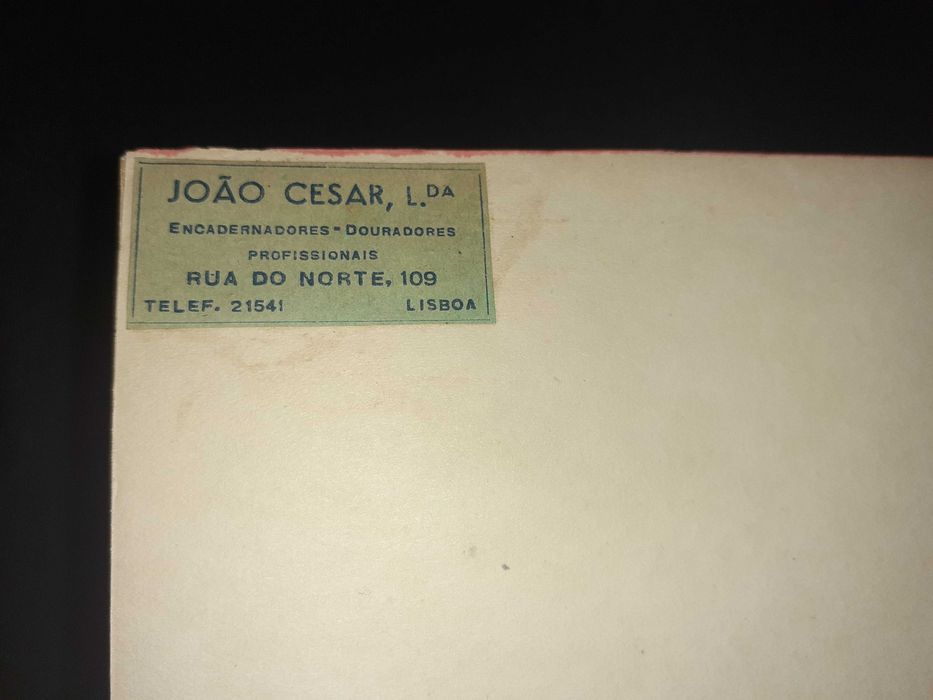 JOÃO CESAR, L.DA
ENCADERNADORES-DOURADORES
PROFISSIONAIS
RUA DO NORTE, 109
TELEF. 21541 LISBOA